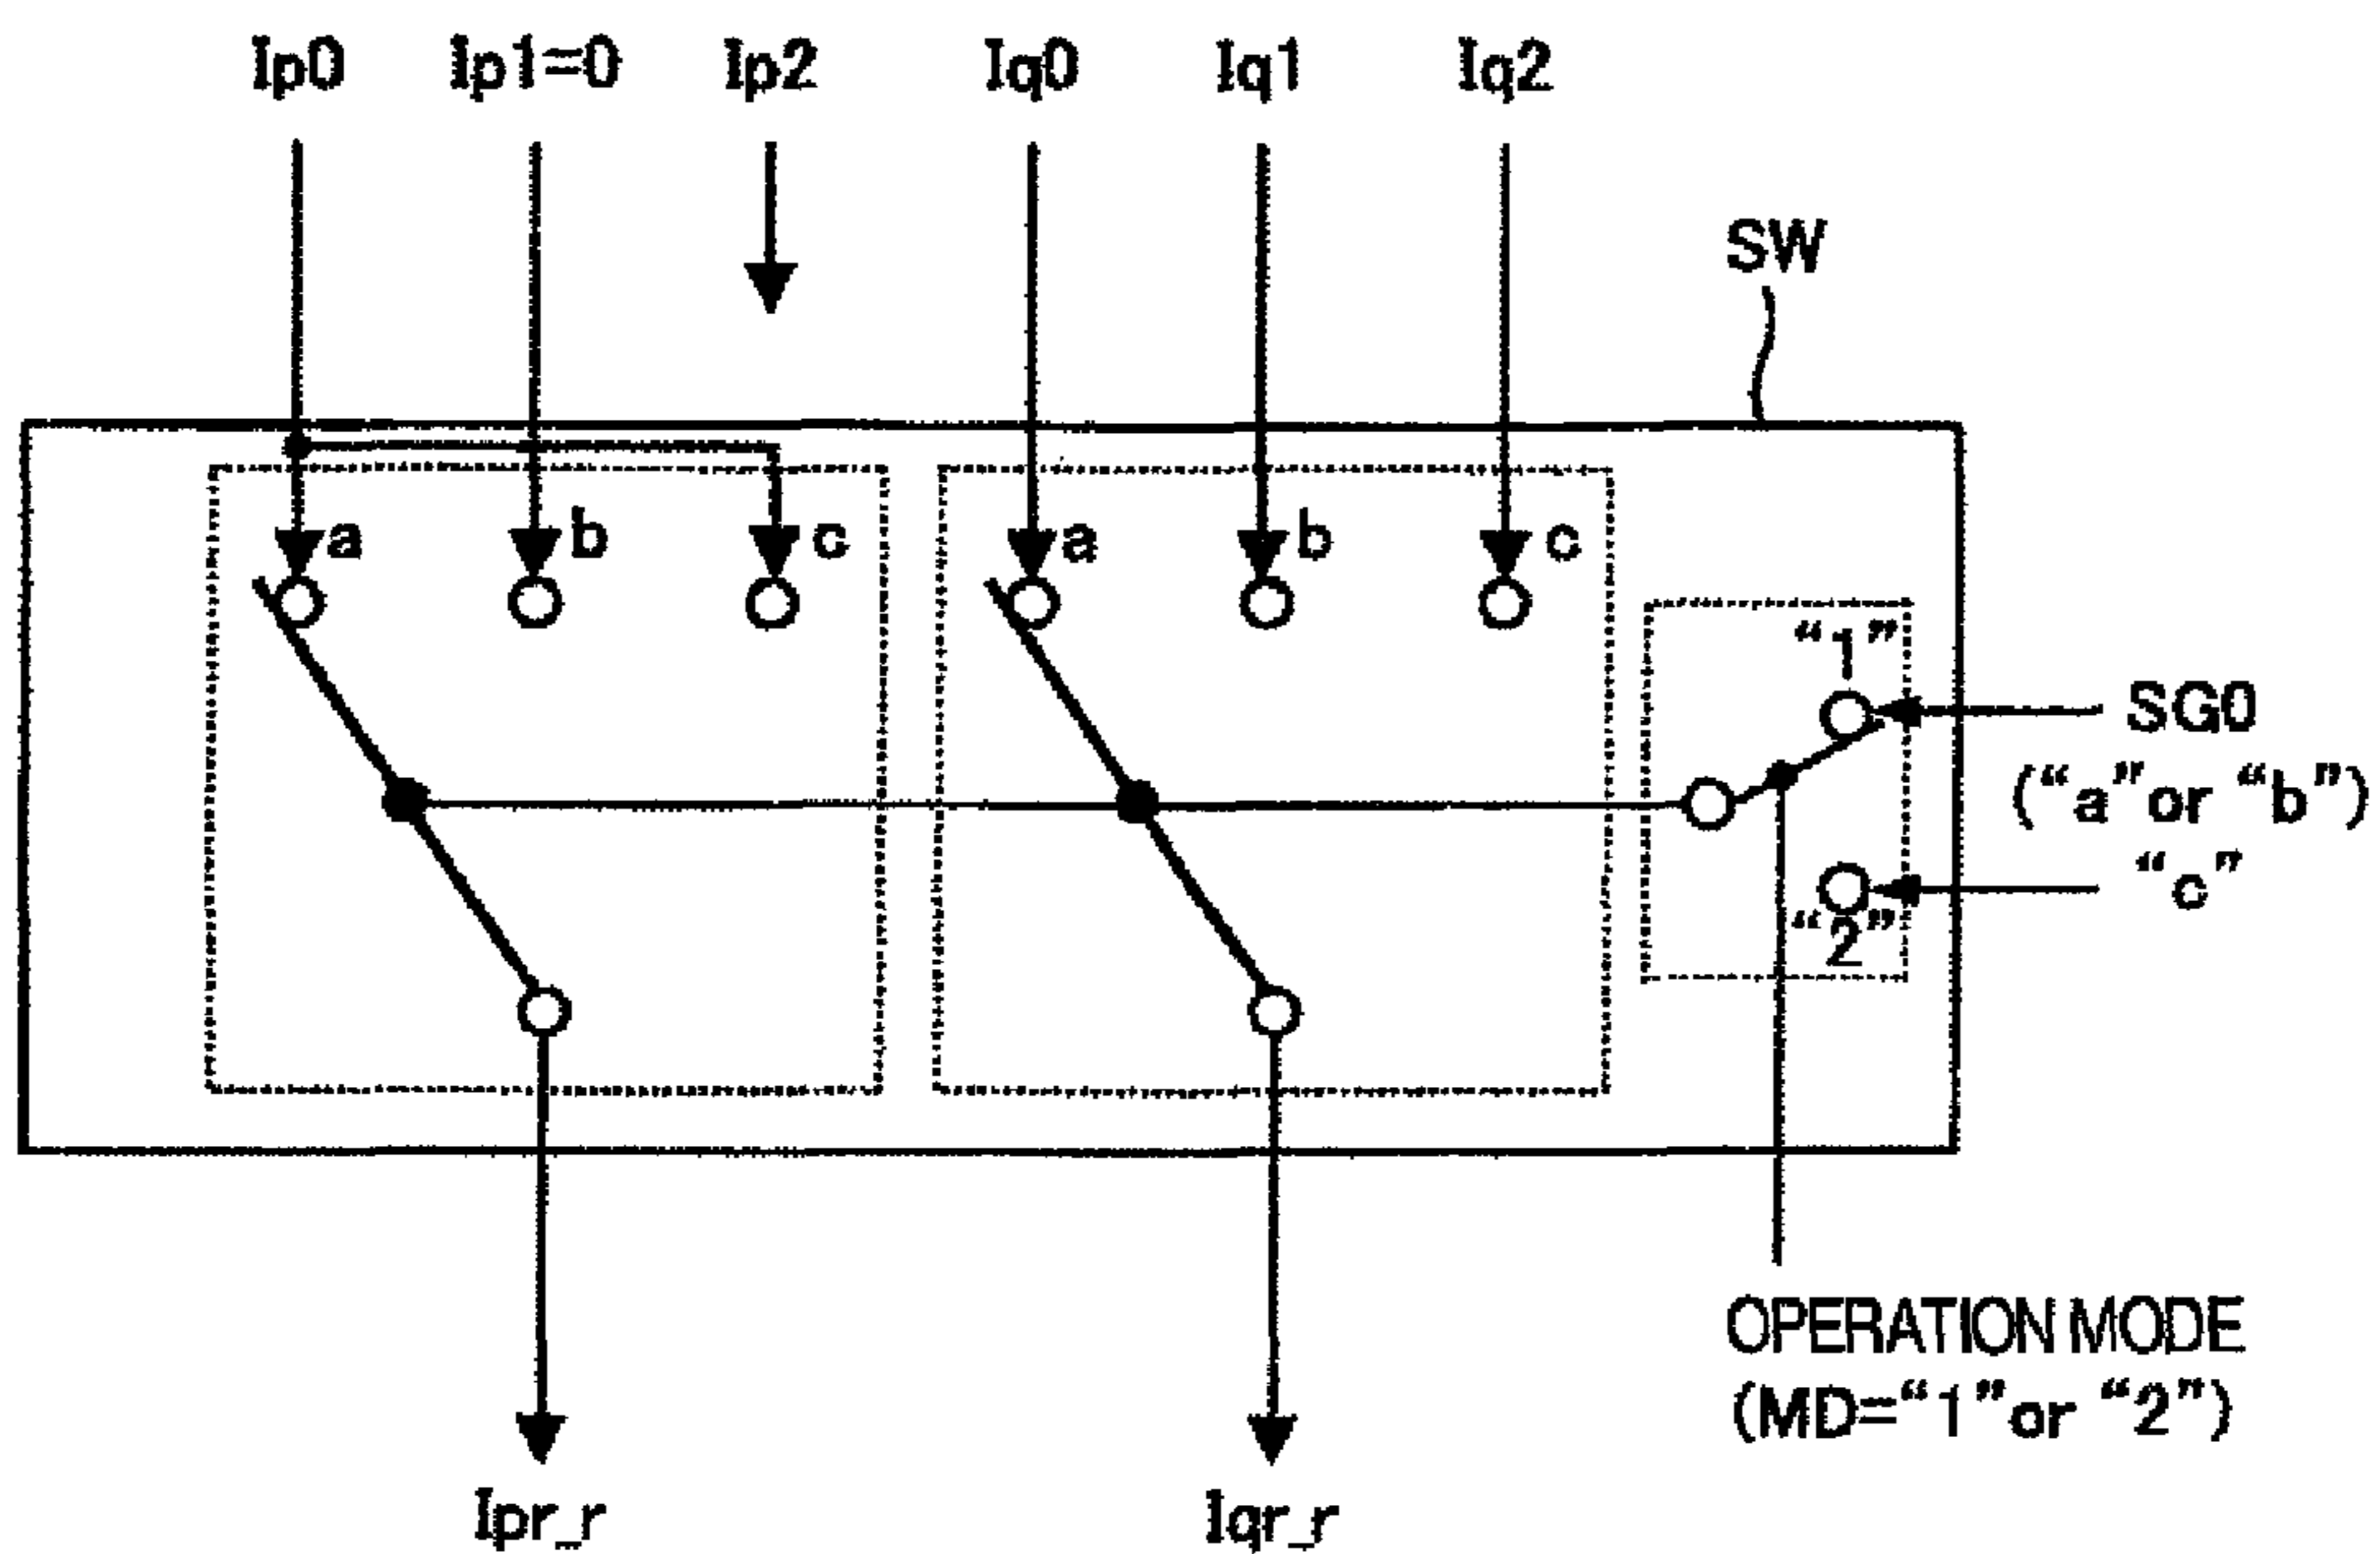 Ip0 Ip1=0 Ip2 Iq0 Iq1 Iq2
SW
a b c a b c
“1”
SG0
(“a”or “b”)
“c”
“2”
OPERATION MODE
(MD=“1”or “2”)
Ipr_r Iqr_r